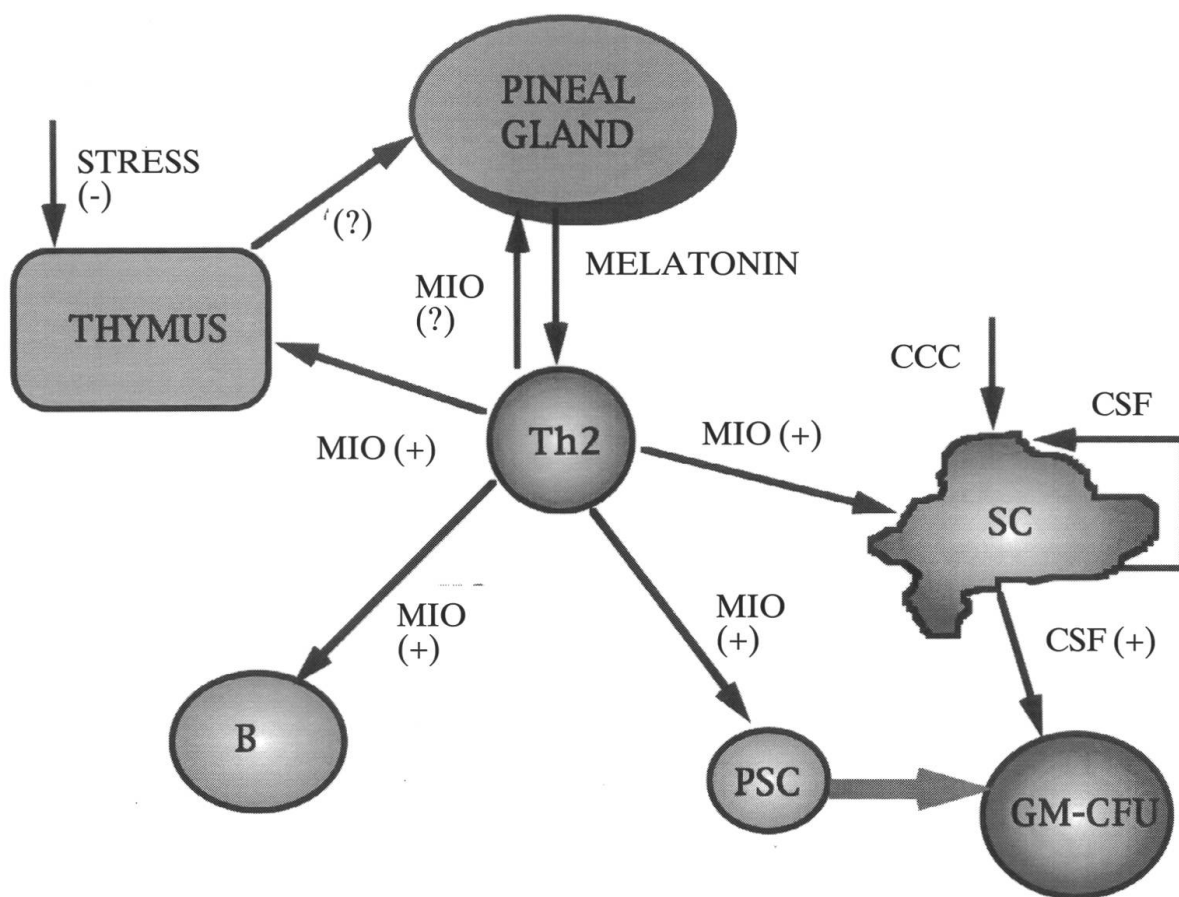 PINEAL
GLAND
STRESS
(-)
(?)
THYMUS
MIO
(?)
MELATONIN
CCC
CSF
MIO (+)
Th2
MIO (+)
SC
MIO
(+)
MIO
(+)
CSF (+)
B
PSC
GM-CFU